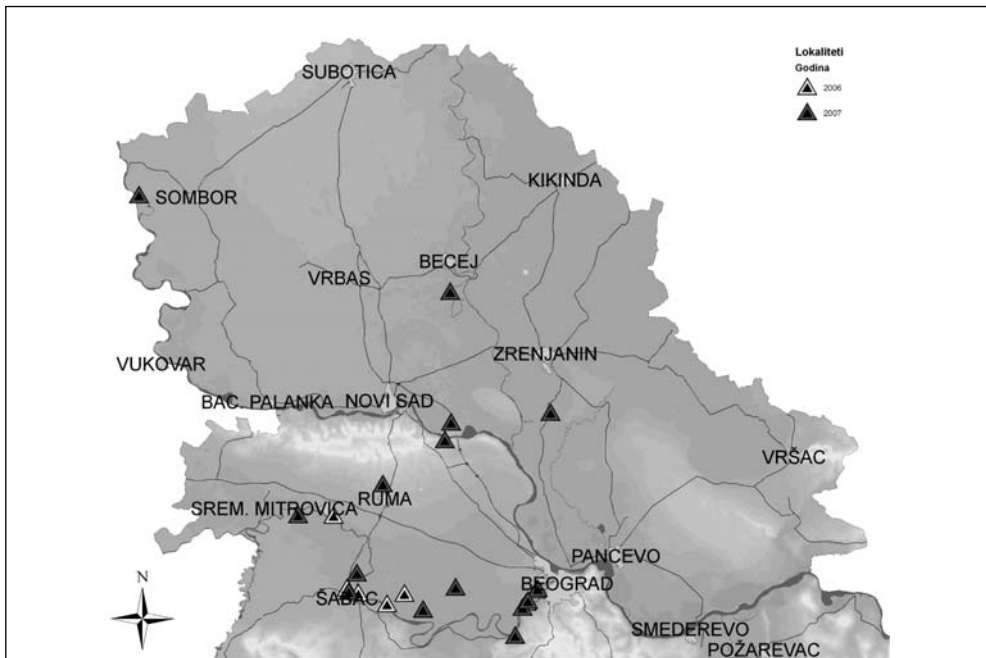 Lokaliteti
Godina
2006
2007
SUBOTICA
KIKINDA
SOMBOR
BECEJ
VRBAS
ZRENJANIN
VUKOVAR
BAC. PALANKA
NOVI SAD
VRŠAC
RUMA
SREM. MITROVICA
PANCEVO
BEOGRAD
ŠABAC
SMEDEREVO
POŽAREVAC
N